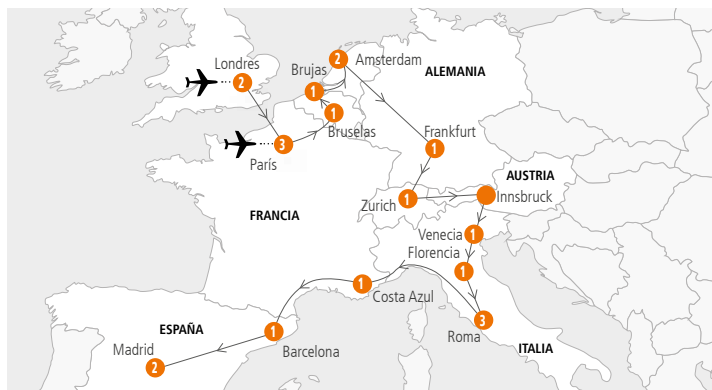 Londres
2
Brujas
1
2
Amsterdam
ALEMANIA
1
Bruselas
3
París
Frankfurt
1
AUSTRIA
Innsbruck
Zurich
1
FRANCIA
Venecia
1
Florencia
1
1
Costa Azul
3
Roma
ITALIA
ESPAÑA
1
Barcelona
Madrid
2